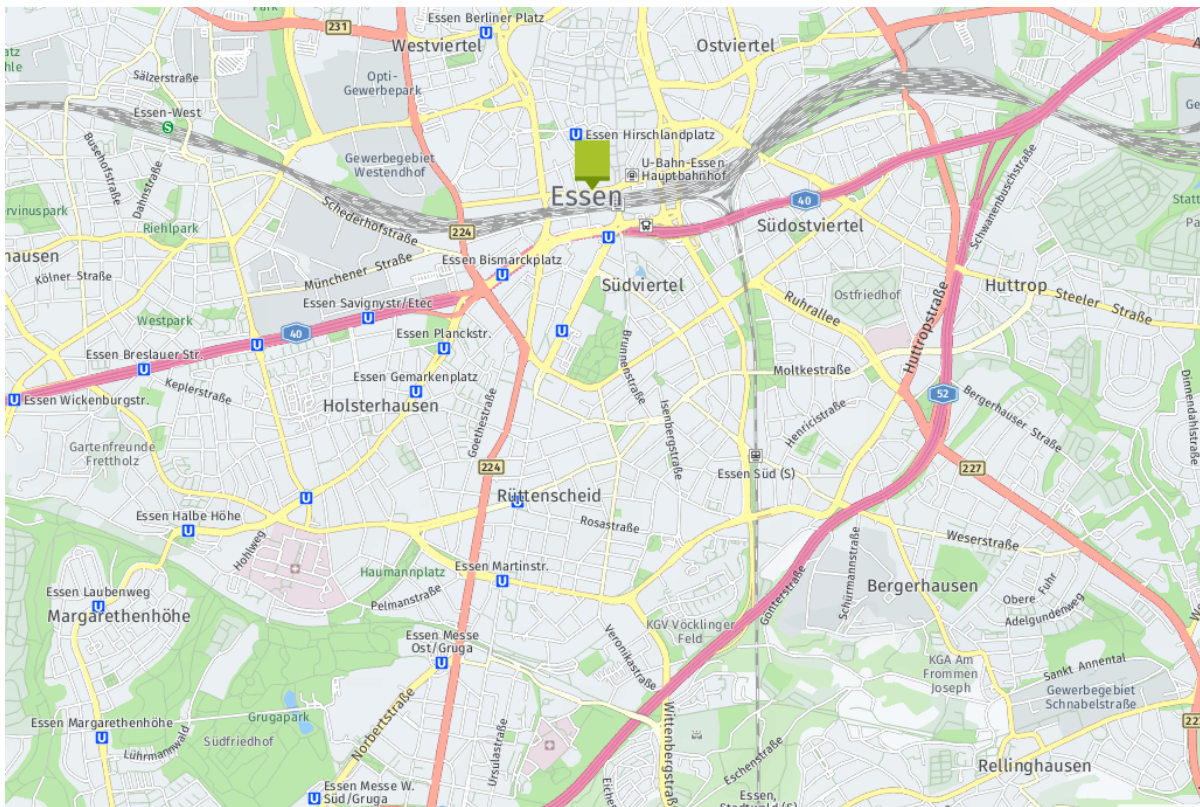 Essen Berliner Platz
231
Westviertel
Ostviertel
Sälzerstraße
Opti-
Gewerbepark
Essen-West
S
U
Essen Hirschlandplatz
Busehofstraße
Dahnstraße
Gewerbegebiet
Westendhof
U-Bahn-Essen
Hauptbahnhof
Essen
40
Schwanenbuschstraße
Riehlpark
Schederhofstraße
224
Südostviertel
Kölner Straße
Münchener Straße
Essen Bismarckplatz
Südviertel
Ostfriedhof
Huttrop
Steeler Straße
Essen Savignystr/Etec
Ruhrallee
Westpark
40
Essen Planckstr.
Brunnenstraße
Huttropstraße
Essen Breslauer Str.
Moltkestraße
Keplerstraße
Essen Gemarkenplatz
52
Essen Wickenburgstr.
Holsterhausen
Goethestraße
Isenbergstraße
Henricistraße
Bergerhauser Straße
Dinnendahlstraße
Gartenfreunde
Frettholz
224
Essen Süd (S)
227
Rüttenscheid
Essen Halbe Höhe
Rosastraße
Weserstraße
Hohlweg
Haumannplatz
Essen Martinstr.
Gönterstraße
Schürmannstraße
Bergerhausen
Essen Laubenweg
Margarethenhöhe
Pelmanstraße
Obere Fuhr
Adelgundenweg
Essen Messe
Ost/Gruga
Veronikastraße
KGV Vöcklinger
Feld
KGA Am
Frommen
Joseph
Sankt Annental
Gewerbegebiet
Schnabelstraße
Norbertstraße
Grugapark
Essen Margarethenhöhe
Südfriedhof
Lührmannwald
Ursulastraße
Wittenbergstraße
Eschenstraße
Rellinghausen
Essen Messe W.
Süd/Gruga
Essen,
Stadtwald (S)